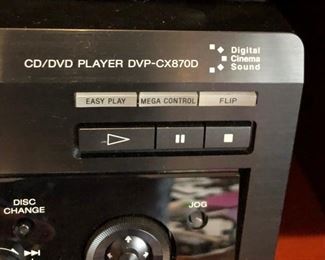 CD/DVD PLAYER DVP-CX870D
Digital
Cinema
Sound
EASY PLAY
MEGA CONTROL
FLIP
DISC
CHANGE
JOG